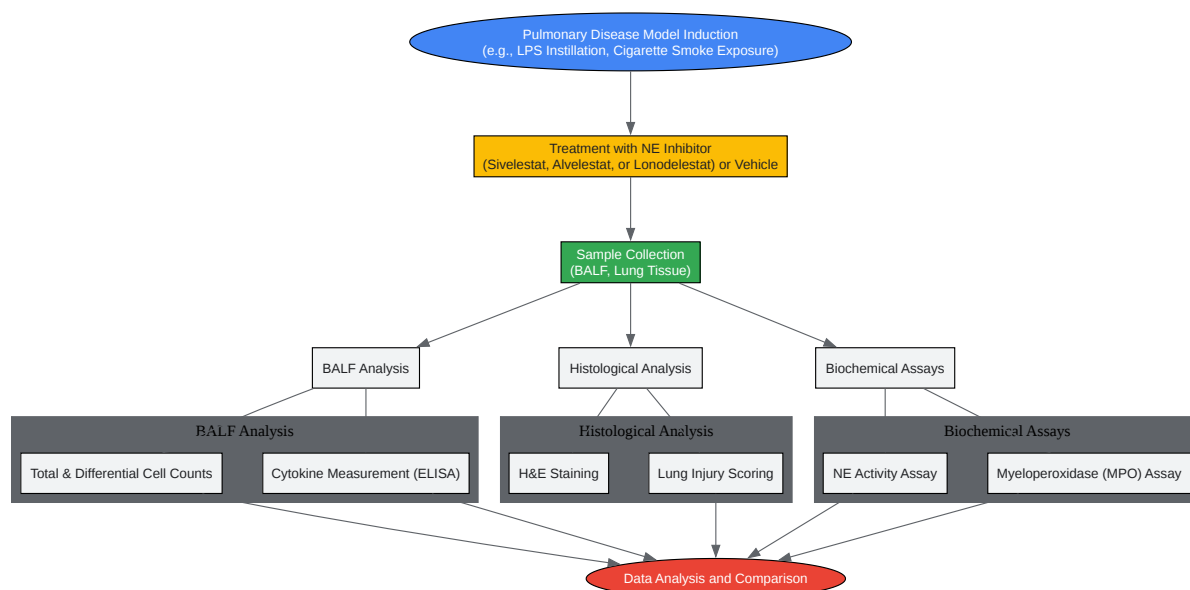 Pulmonary Disease Model Induction
(e.g., LPS Instillation, Cigarette Smoke Exposure)
Treatment with NE Inhibitor
(Sivelestat, Alvelestat, or Lonodelestat) or Vehicle
Sample Collection
(BALF, Lung Tissue)
BALF Analysis
Histological Analysis
Biochemical Assays
BALF Analysis
Histological Analysis
Biochemical Assays
Total & Differential Cell Counts
Cytokine Measurement (ELISA)
H&E Staining
Lung Injury Scoring
NE Activity Assay
Myeloperoxidase (MPO) Assay
Data Analysis and Comparison